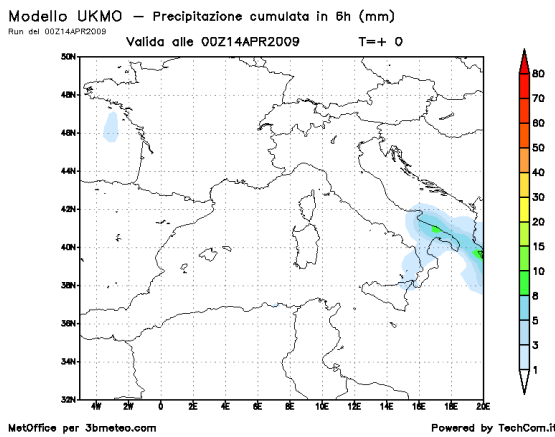 Modello UKMO – Precipitazione cumulata in 6h (mm)
Run del 00Z14APR2009
Valida alle 00Z14APR2009 T=+ 0
50N
48N
46N
44N
42N
40N
38N
36N
34N
32N
4W 2W 0 2E 4E 6E 8E 10E 12E 14E 16E 18E 20E
80
70
60
50
40
30
20
15
10
8
5
3
1
MetOffice per 3bmeteo.com Powered by TechCom.it